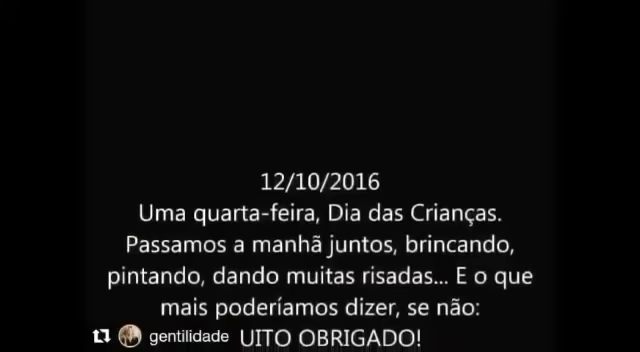 12/10/2016
Uma quarta-feira, Dia das Crianças.
Passamos a manhã juntos, brincando,
pintando, dando muitas risadas... E o que
mais poderíamos dizer, se não:
gentilidade UITO OBRIGADO!